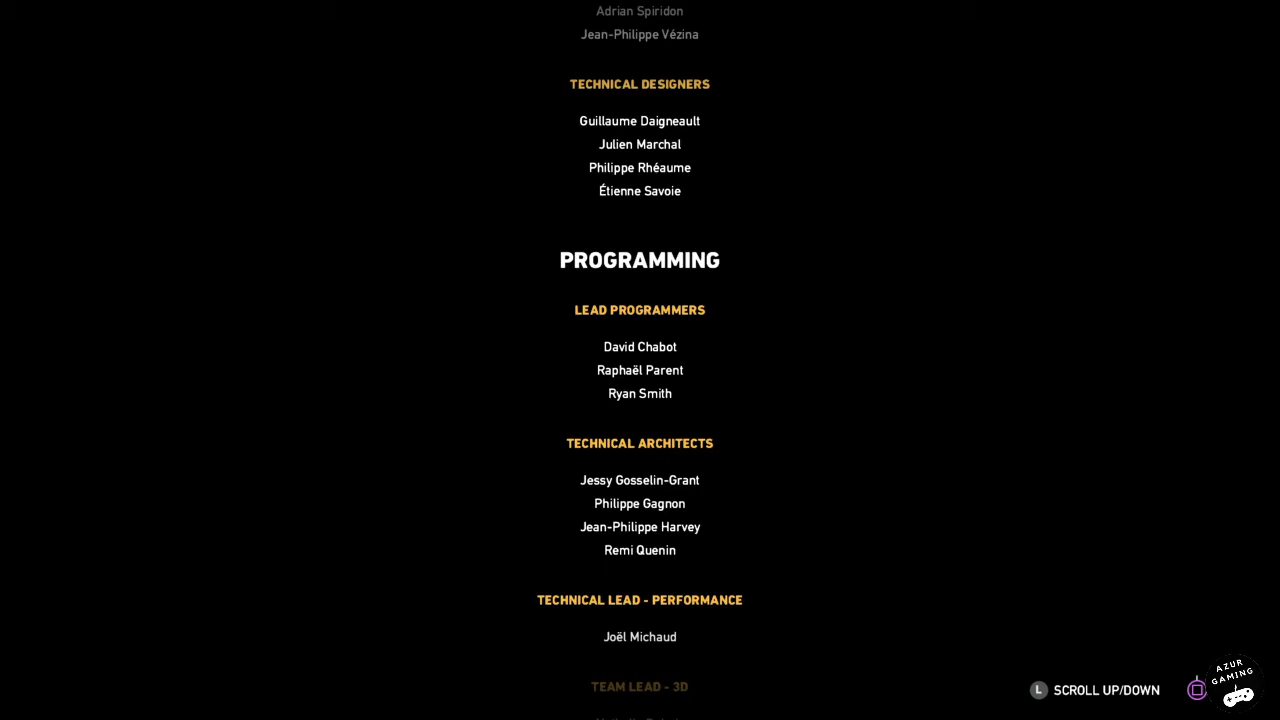 Adrian Spiridon
Jean-Philippe Vézina
TECHNICAL DESIGNERS
Guillaume Daigneault
Julien Marchal
Philippe Rhéaume
Étienne Savoie
PROGRAMMING
LEAD PROGRAMMERS
David Chabot
Raphaël Parent
Ryan Smith
TECHNICAL ARCHITECTS
Jessy Gosselin-Grant
Philippe Gagnon
Jean-Philippe Harvey
Remi Quenin
TECHNICAL LEAD - PERFORMANCE
Joël Michaud
TEAM LEAD - 3D
L SCROLL UP/DOWN
AZUR
GAMING